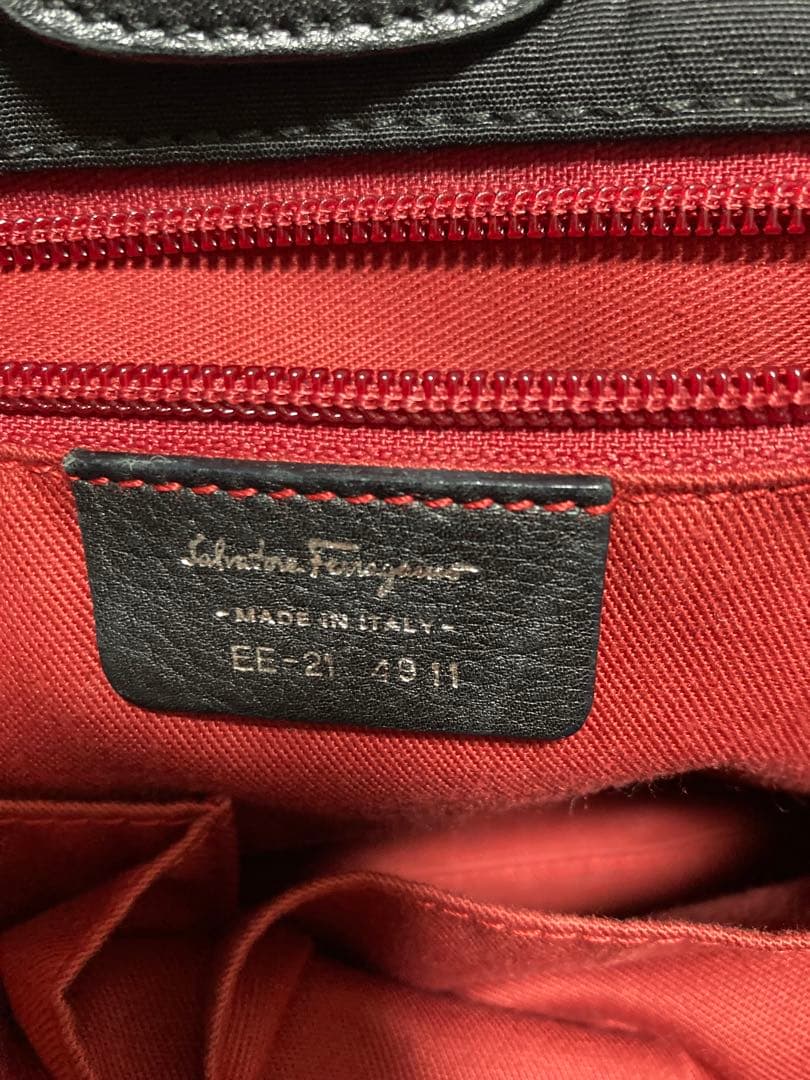 Salvatore Ferragamo
-MADE IN ITALY-
EE-21 4911